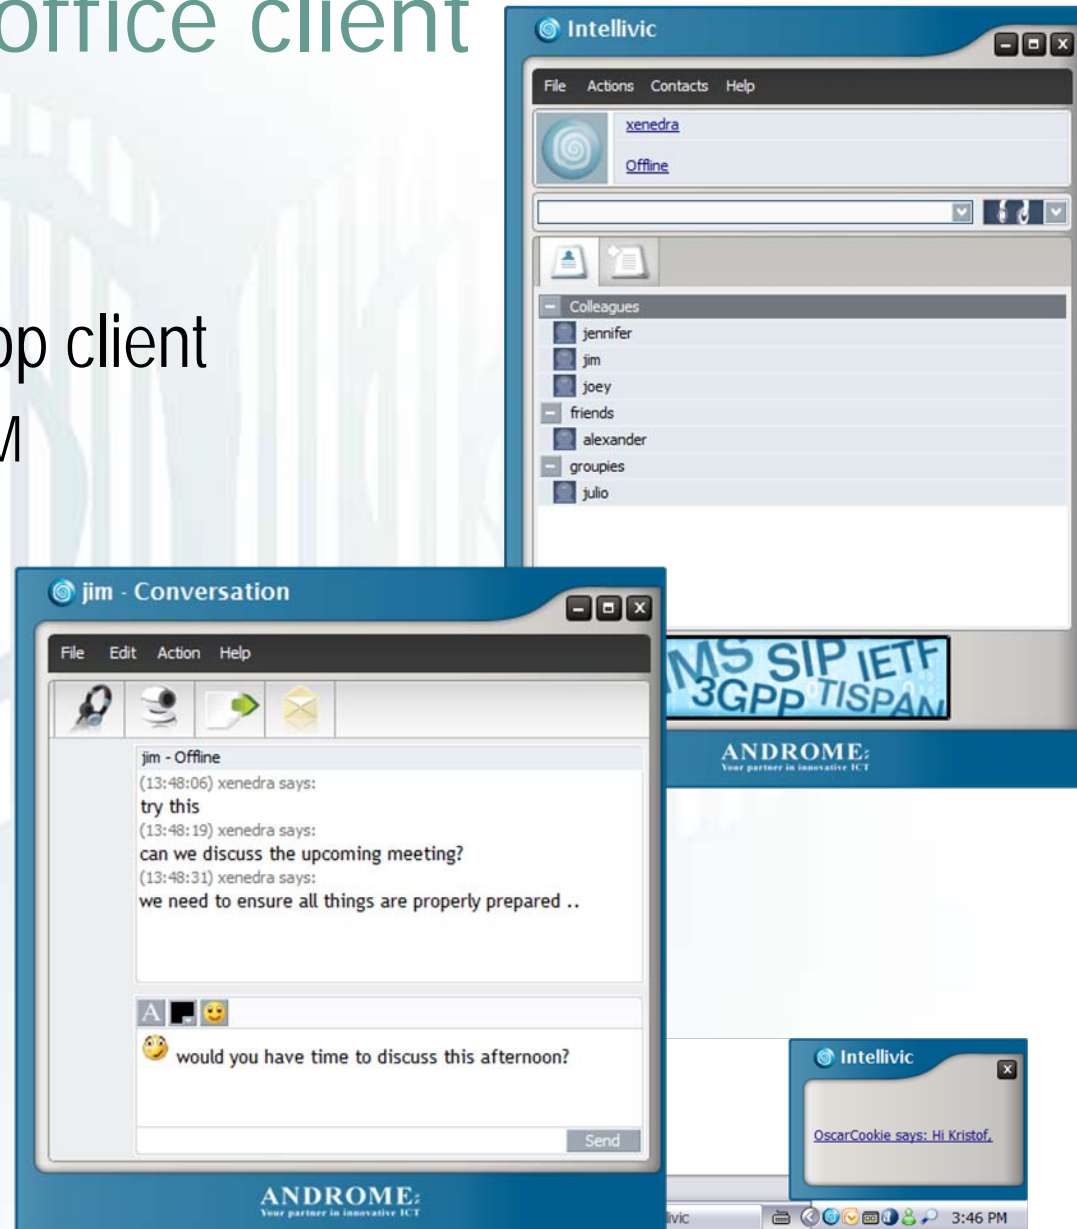 office client
op client
M
Intellivic
File Actions Contacts Help
xenedra
Offline
Colleagues
jennifer
jim
joey
friends
alexander
groupies
julio
MS SIP IETF
3GPP TISPAN
ANDROME:
Your partner in innovative ICT
jim - Conversation
File Edit Action Help
jim - Offline
(13:48:06) xenedra says:
try this
(13:48:19) xenedra says:
can we discuss the upcoming meeting?
(13:48:31) xenedra says:
we need to ensure all things are properly prepared ..
A
would you have time to discuss this afternoon?
Send
ANDROME:
Your partner in innovative ICT
Intellivic
OscarCookie says: Hi Kristof,
livic
3:46 PM